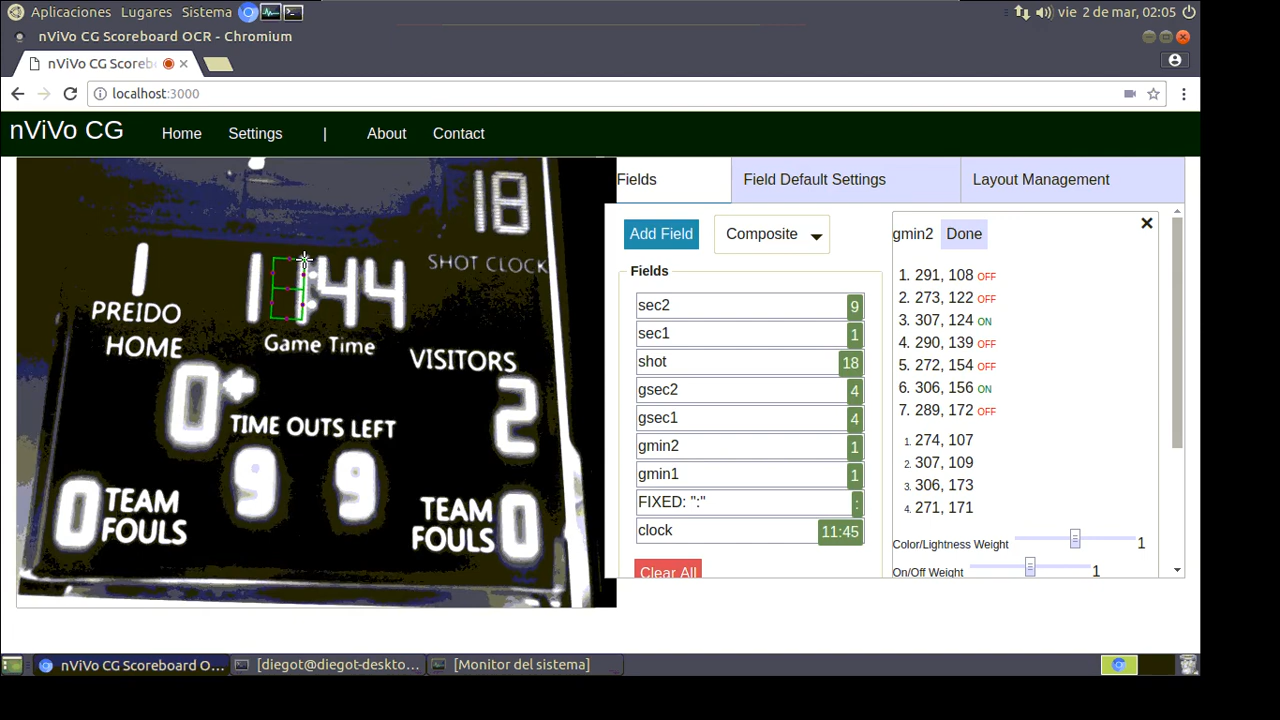 Aplicaciones Lugares Sistema vie 2 de mar, 02:05
nViVo CG Scoreboard OCR - Chromium
nViVo CG Scoreb
localhost:3000
nViVo CG Home Settings | About Contact
18
SHOT CLOCK
1 11:44
PREIDO
Game Time
HOME
VISITORS
0 2
TIME OUTS LEFT
9 9
0 TEAM FOULS
TEAM FOULS 0
Fields Field Default Settings Layout Management
Add Field Composite
Fields
sec2 9
sec1 1
shot 18
gsec2 4
gsec1 4
gmin2 1
gmin1 1
FIXED: ":" :
clock 11:45
Clear All
gmin2 Done
1. 291, 108 OFF
2. 273, 122 OFF
3. 307, 124 ON
4. 290, 139 OFF
5. 272, 154 OFF
6. 306, 156 ON
7. 289, 172 OFF
1. 274, 107
2. 307, 109
3. 306, 173
4. 271, 171
Color/Lightness Weight 1
On/Off Weight 1
nViVo CG Scoreboard O... [diegot@diegot-deskto... [Monitor del sistema]